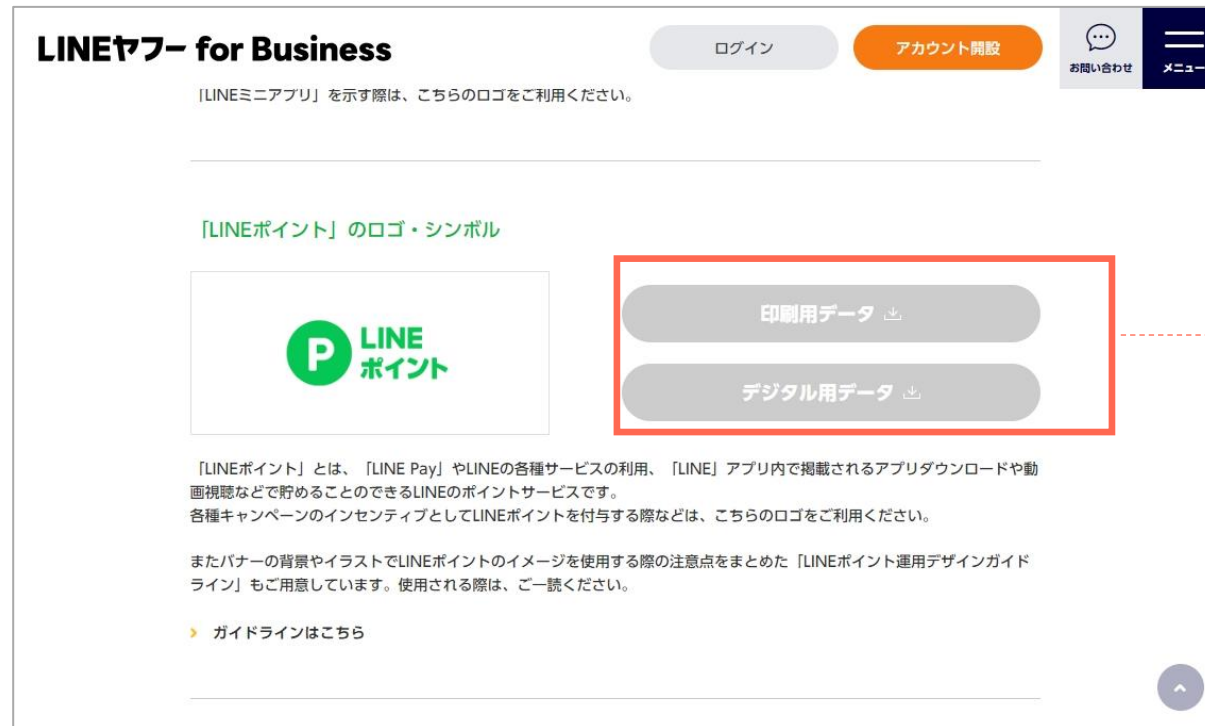 LINEヤフー for Business
ログイン
アカウント開設
お問い合わせ
メニュー
「LINEミニアプリ」を示す際は、こちらのロゴをご利用ください。
「LINEポイント」のロゴ・シンボル
P LINE
ポイント
印刷用データ
デジタル用データ
「LINEポイント」とは、「LINE Pay」やLINEの各種サービスの利用、「LINE」アプリ内で掲載されるアプリダウンロードや動
画視聴などで貯めることのできるLINEのポイントサービスです。
各種キャンペーンのインセンティブとしてLINEポイントを付与する際などは、こちらのロゴをご利用ください。
またバナーの背景やイラストでLINEポイントのイメージを使用する際の注意点をまとめた「LINEポイント運用デザインガイド
ライン」もご用意しています。使用される際は、ご一読ください。
ガイドラインはこちら